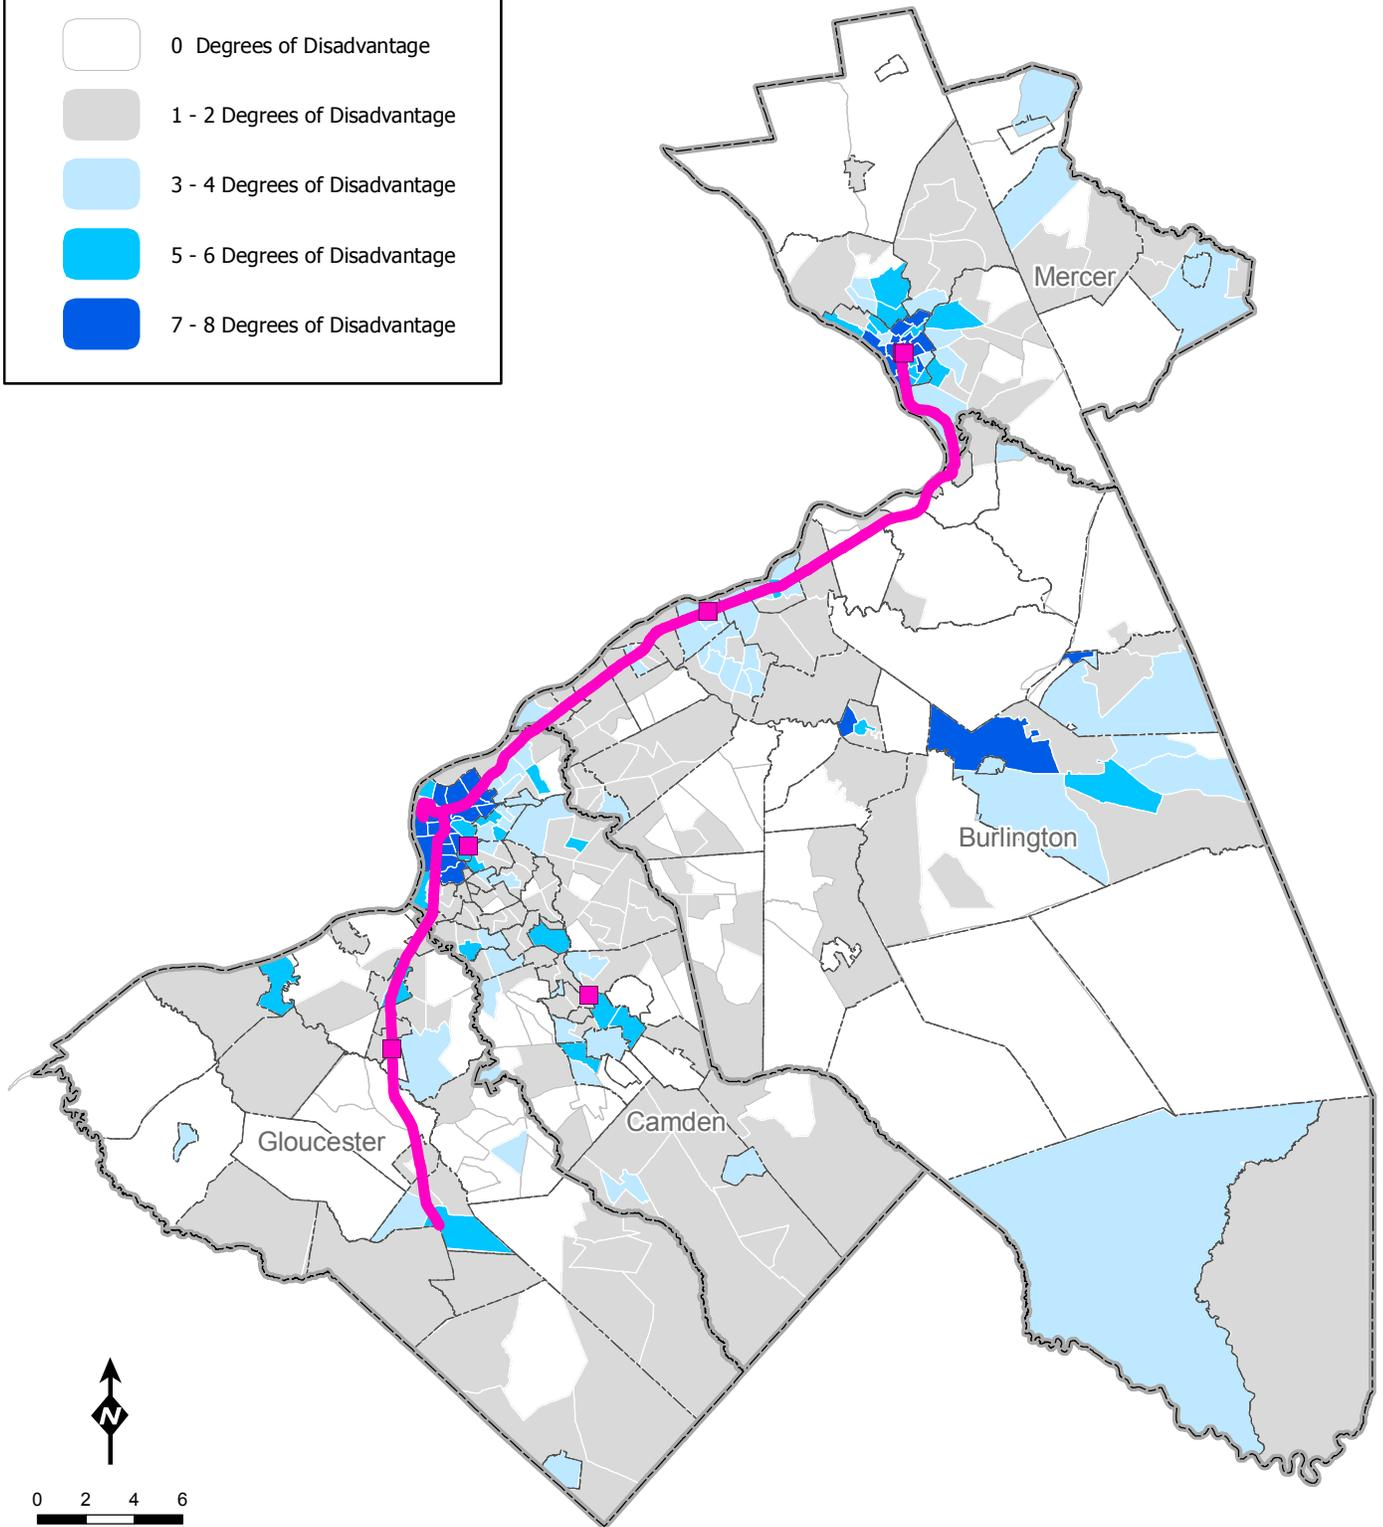 0 Degrees of Disadvantage
1 - 2 Degrees of Disadvantage
3 - 4 Degrees of Disadvantage
5 - 6 Degrees of Disadvantage
7 - 8 Degrees of Disadvantage
Mercer
Burlington
Camden
Gloucester
N
0 2 4 6